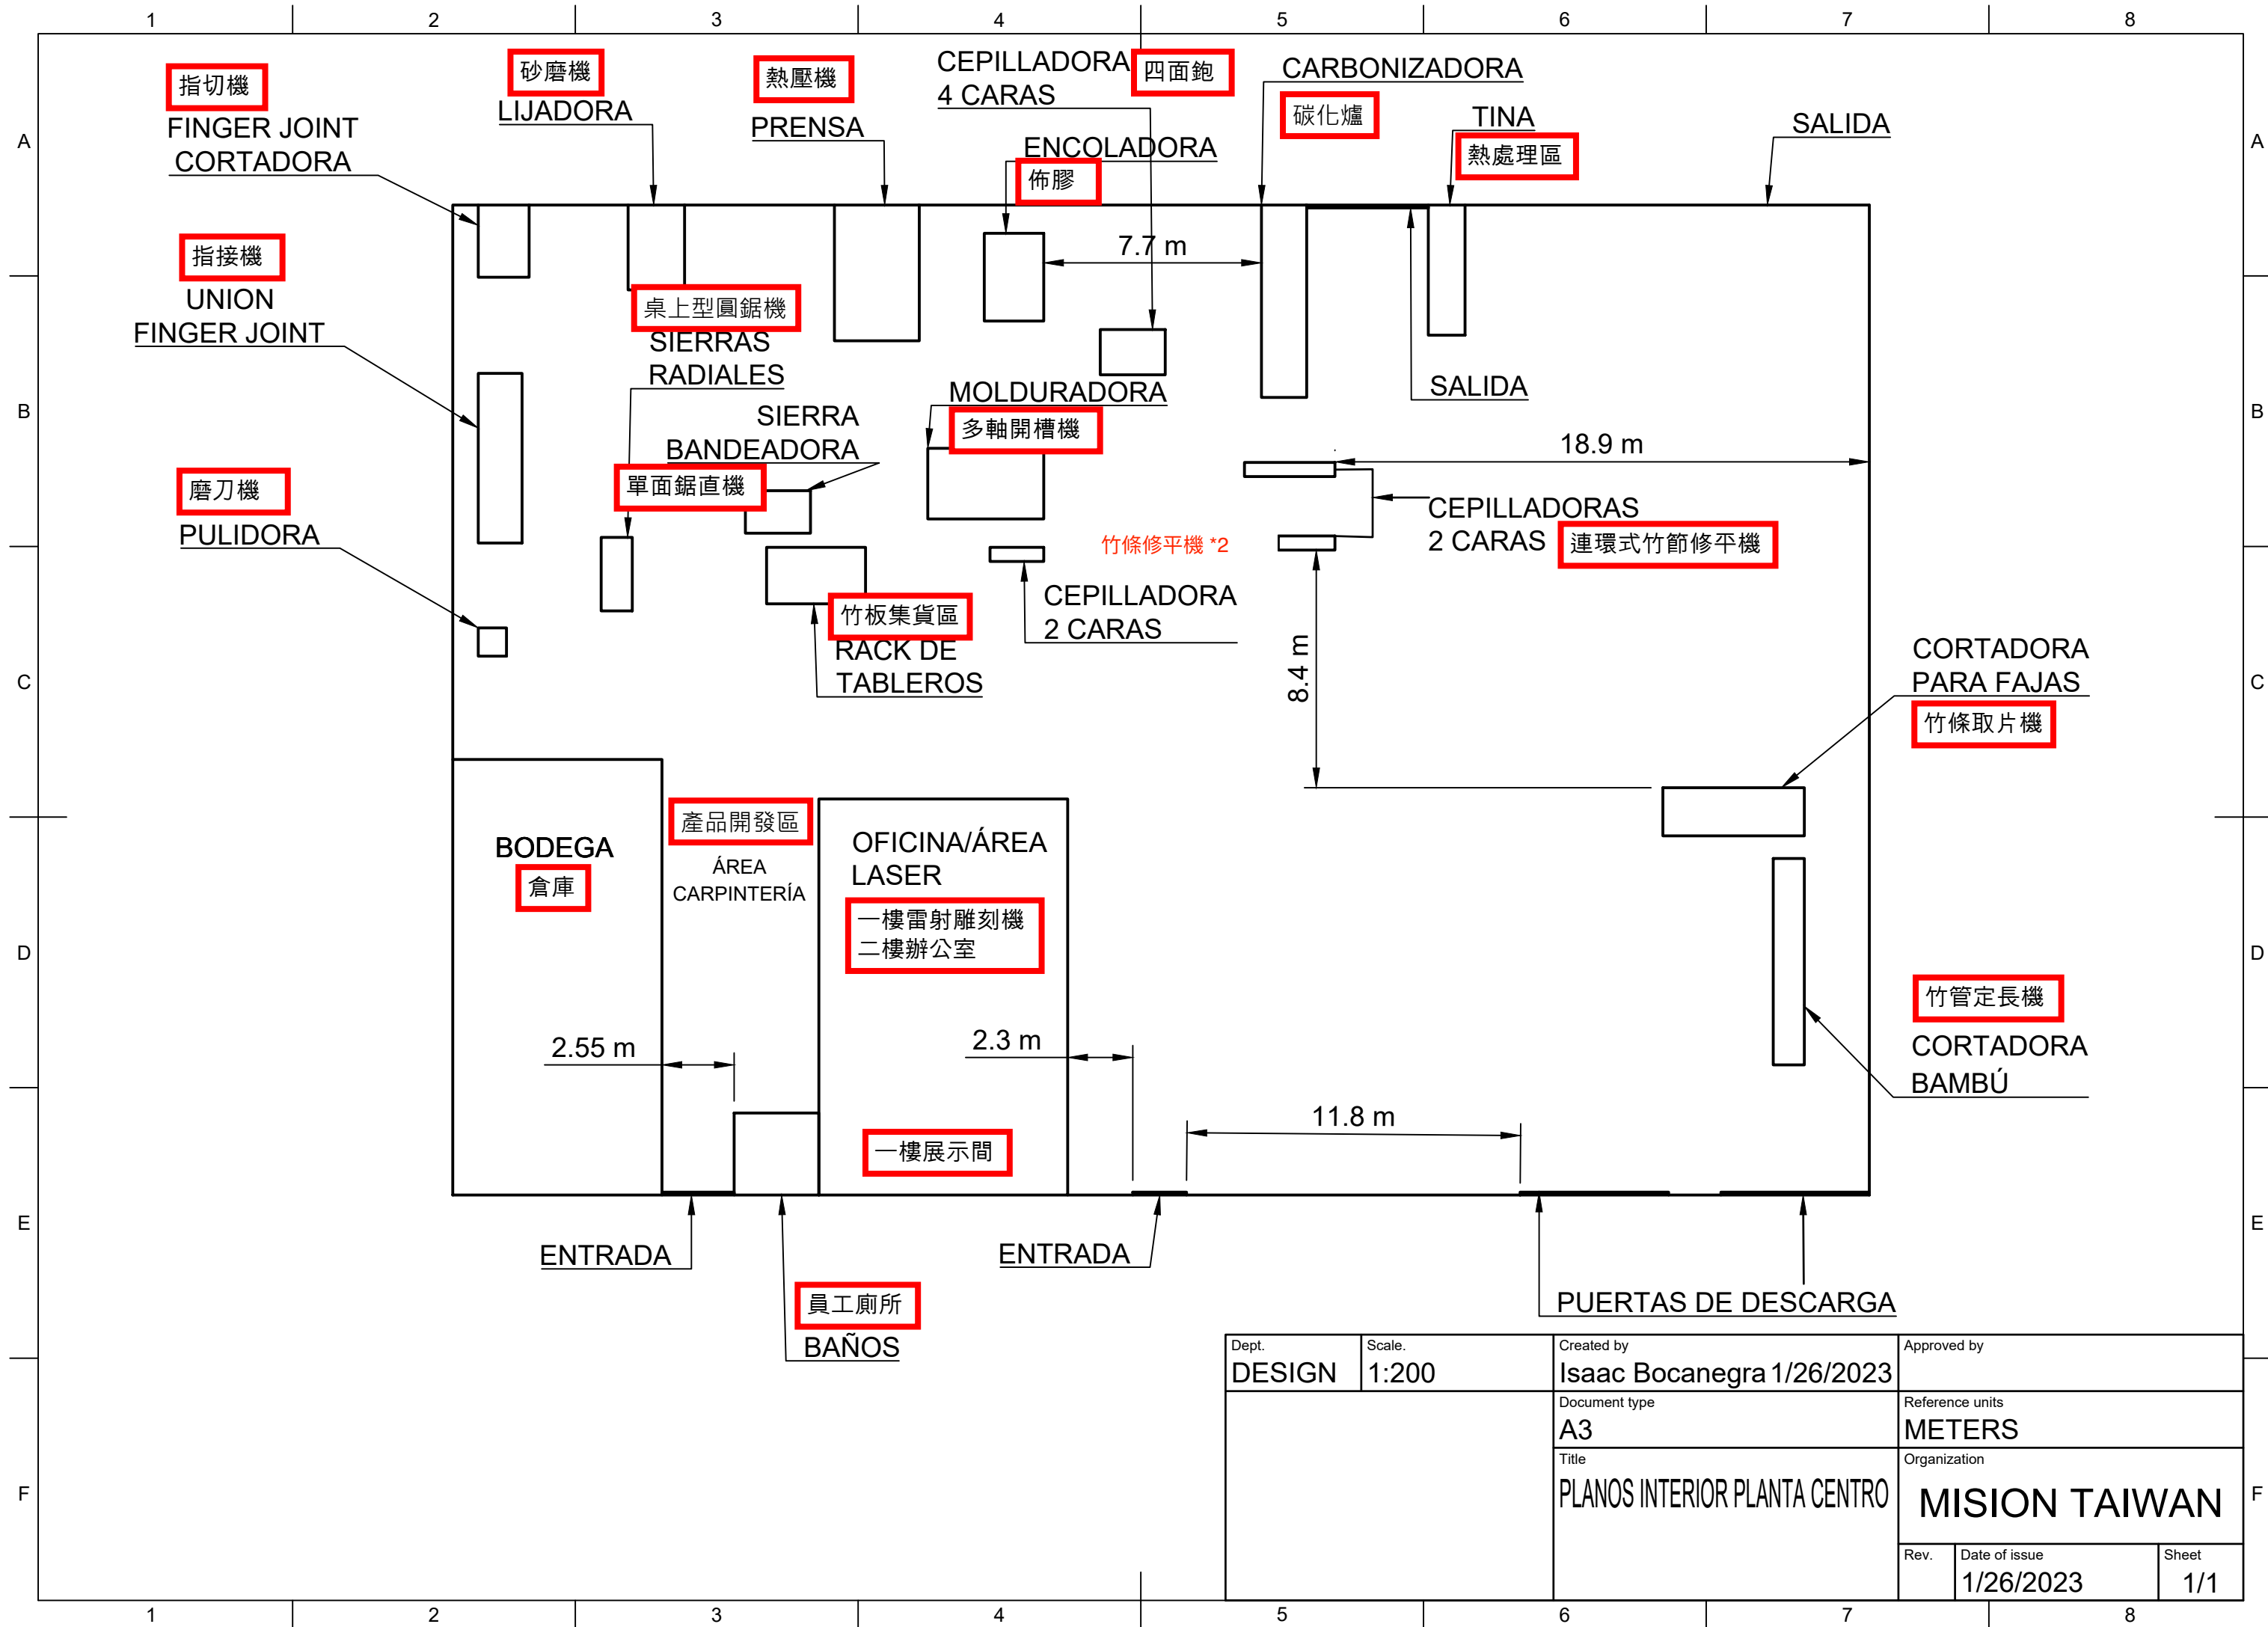 1 2 3 4 5 6 7 8
A
A
B
B
C
C
D
D
E
E
F
F
指切機
FINGER JOINT
CORTADORA
砂磨機
LIJADORA
熱壓機
PRENSA
CEPILLADORA
4 CARAS
四面鉋
ENCOLADORA
佈膠
CARBONIZADORA
碳化爐
TINA
熱處理區
SALIDA
指接機
UNION
FINGER JOINT
桌上型圓鋸機
SIERRAS
RADIALES
7.7 m
SALIDA
SIERRA
BANDEADORA
單面鋸直機
MOLDURADORA
多軸開槽機
18.9 m
磨刀機
PULIDORA
竹條修平機 *2
CEPILLADORAS
2 CARAS
連環式竹節修平機
竹板集貨區
RACK DE
TABLEROS
CEPILLADORA
2 CARAS
8.4 m
CORTADORA
PARA FAJAS
竹條取片機
BODEGA
倉庫
產品開發區
ÁREA
CARPINTERÍA
OFICINA/ÁREA
LASER
一樓雷射雕刻機
二樓辦公室
竹管定長機
CORTADORA
BAMBÚ
2.55 m
2.3 m
11.8 m
一樓展示間
ENTRADA
ENTRADA
員工廁所
BAÑOS
PUERTAS DE DESCARGA
Dept.
DESIGN
Scale.
1:200
Created by
Isaac Bocanegra 1/26/2023
Approved by
Document type
A3
Reference units
METERS
Title
PLANOS INTERIOR PLANTA CENTRO
Organization
MISION TAIWAN
Rev.
Date of issue
1/26/2023
Sheet
1/1
1 2 3 4 5 6 7 8